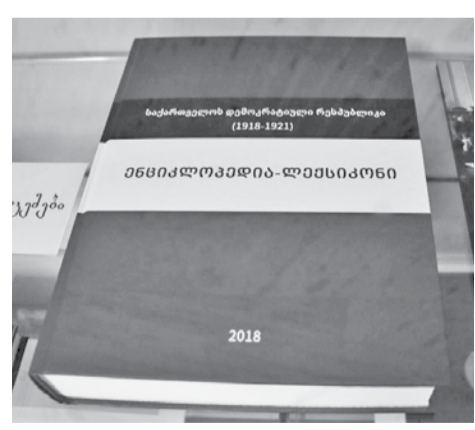 საქართველოს დემოკრატიული რესპუბლიკა
(1918-1921)
ენციკლოპედია-ლექსიკონი
2018